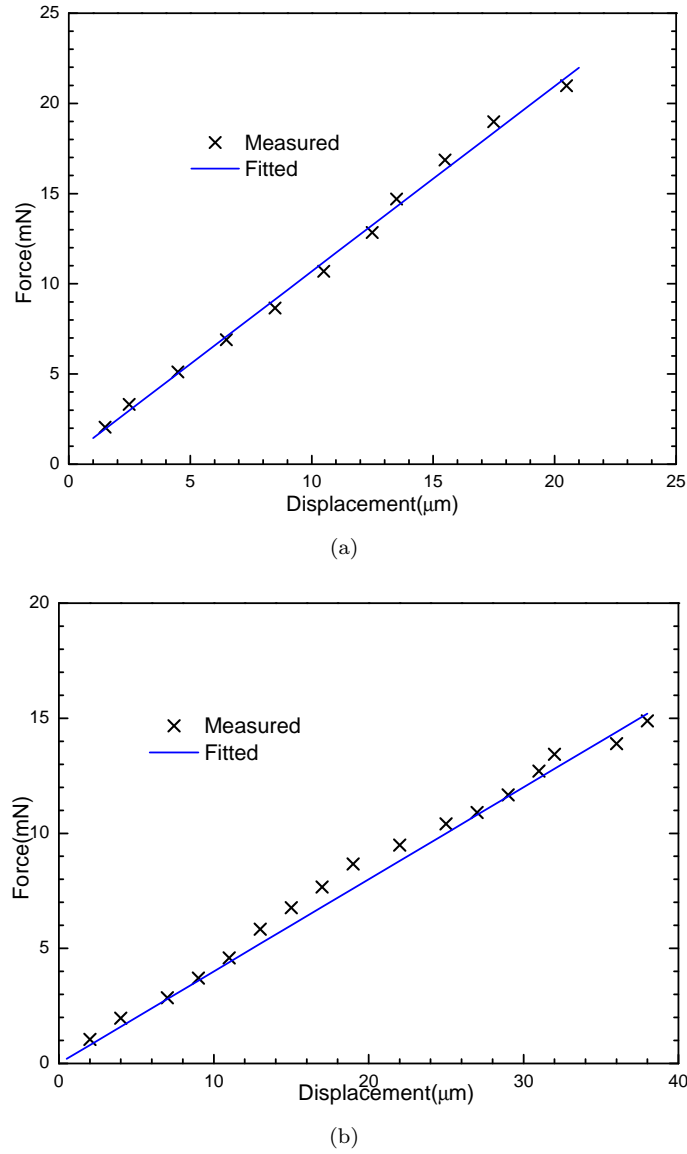 25
20
15
10
5
0
Force(mN)
Measured
Fitted
0 5 10 15 20 25
Displacement(μm)
(a)
20
15
10
5
0
Force(mN)
Measured
Fitted
0 10 20 30 40
Displacement(μm)
(b)